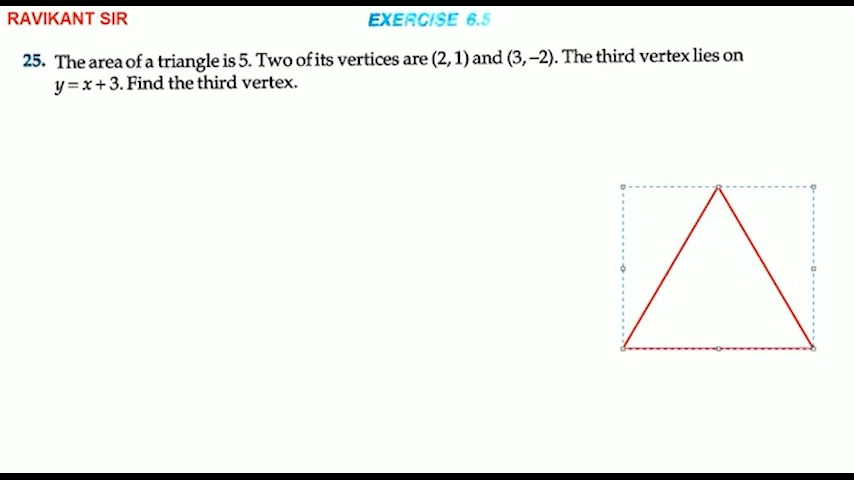 RAVIKANT SIR
EXERCISE 6.5
25. The area of a triangle is 5. Two of its vertices are (2, 1) and (3, –2). The third vertex lies on
y = x + 3. Find the third vertex.